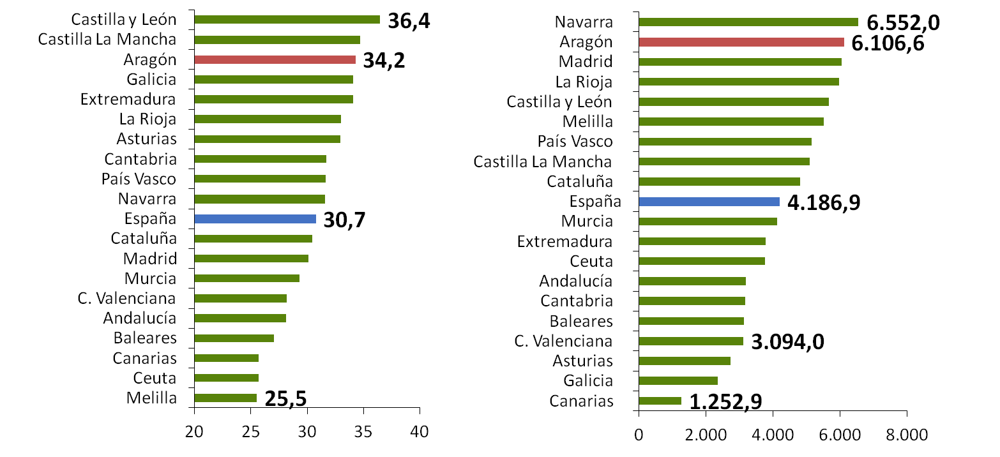 Castilla y León 36,4
Castilla La Mancha
Aragón 34,2
Galicia
Extremadura
La Rioja
Asturias
Cantabria
País Vasco
Navarra
España 30,7
Cataluña
Madrid
Murcia
C. Valenciana
Andalucía
Baleares
Canarias
Ceuta
Melilla 25,5
20 25 30 35 40
Navarra 6.552,0
Aragón 6.106,6
Madrid
La Rioja
Castilla y León
Melilla
País Vasco
Castilla La Mancha
Cataluña
España 4.186,9
Murcia
Extremadura
Ceuta
Andalucía
Cantabria
Baleares
C. Valenciana 3.094,0
Asturias
Galicia
Canarias 1.252,9
0 2.000 4.000 6.000 8.000